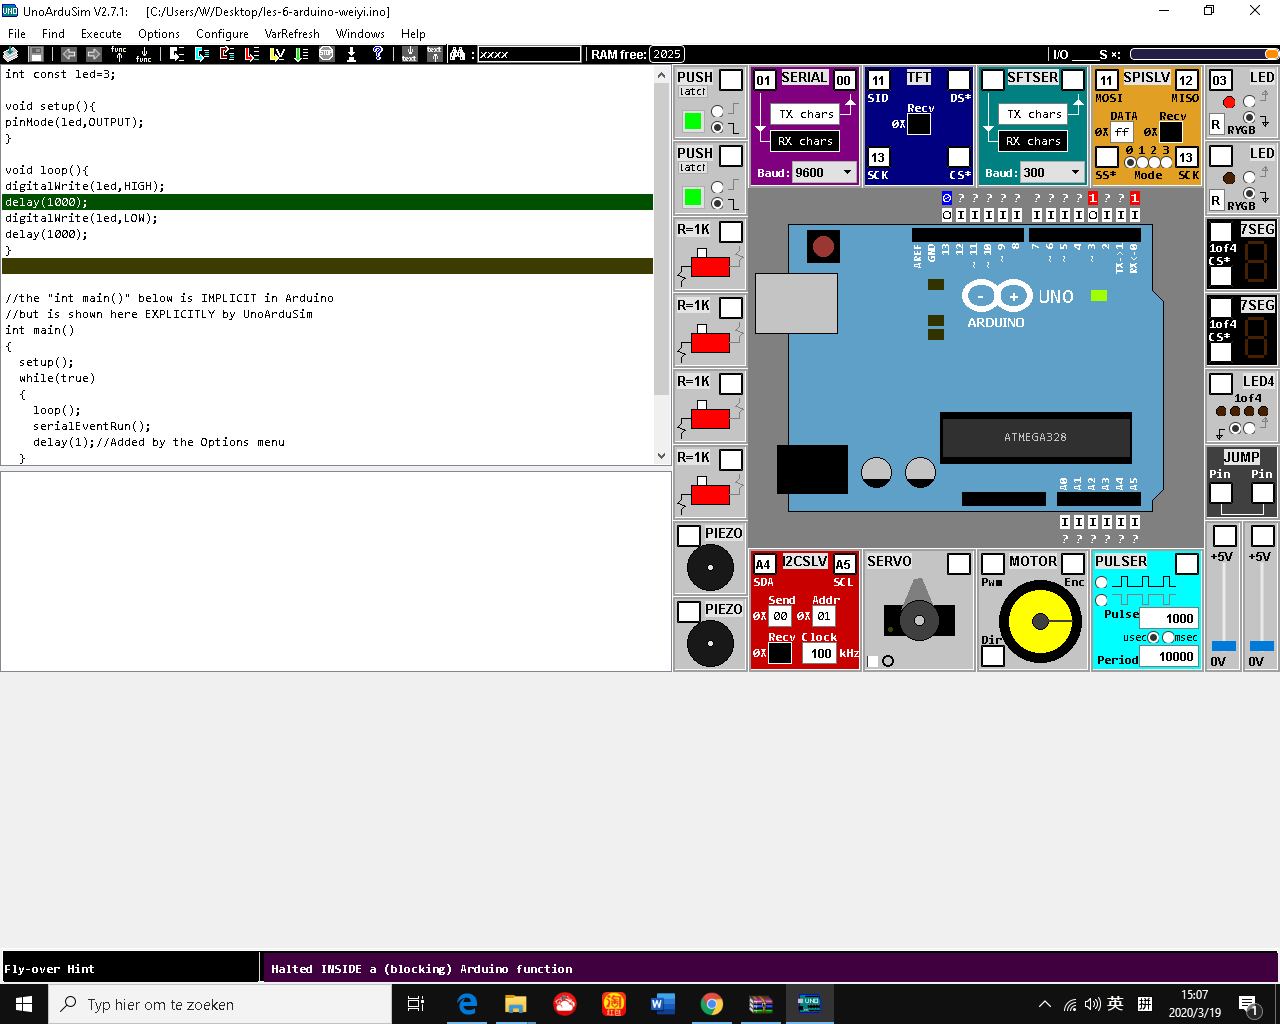 UnoArduSim V2.7.1: [C:/Users/W/Desktop/les-6-arduino-weiyi.ino]
File Find Execute Options Configure VarRefresh Windows Help
func func text text : xxxx RAM free: 2025 I/O ____S ×:
int const led=3;
void setup(){
pinMode(led,OUTPUT);
}
void loop(){
digitalWrite(led,HIGH);
delay(1000);
digitalWrite(led,LOW);
delay(1000);
}
//the "int main()" below is IMPLICIT in Arduino
//but is shown here EXPLICITLY by UnoArduSim
int main()
{
setup();
while(true)
{
loop();
serialEventRun();
delay(1);//Added by the Options menu
}
PUSH
latch
PUSH
latch
R=1K
R=1K
R=1K
R=1K
PIEZO
PIEZO
01 SERIAL 00
TX chars
RX chars
Baud: 9600
11 TFT
SID DS*
Recv
0X
13
SCK CS*
SFTSER
TX chars
RX chars
Baud: 300
11 SPISLV 12
MOSI MISO
DATA Recv
0X ff 0X
0 1 2 3 13
SS* Mode SCK
03 LED
R RYGB
LED
R RYGB
7SEG
1of4
CS*
7SEG
1of4
CS*
LED4
1of4
JUMP
Pin Pin
+5V +5V
0V 0V
0 ? ? ? ? ? ? ? ? ? 1 ? ? 1
O I I I I I I I I I O I I I
AREF GND 13 12 ~ 11 ~ 10 ~ 9 8 7 ~ 6 ~ 5 4 ~ 3 2 TX->1 RX<-0
- + UNO
ARDUINO
ATMEGA328
A0 A1 A2 A3 A4 A5
I I I I I I
? ? ? ? ? ?
A4 I2CSLV A5
SDA SCL
Send Addr
0X 00 0X 01
Recv Clock
0X 100 kHz
SERVO
MOTOR
Pwm Enc
Dir
PULSER
Pulse 1000
usec msec
Period 10000
Fly-over Hint Halted INSIDE a (blocking) Arduino function
Typ hier om te zoeken
英
15:07
2020/3/19
1